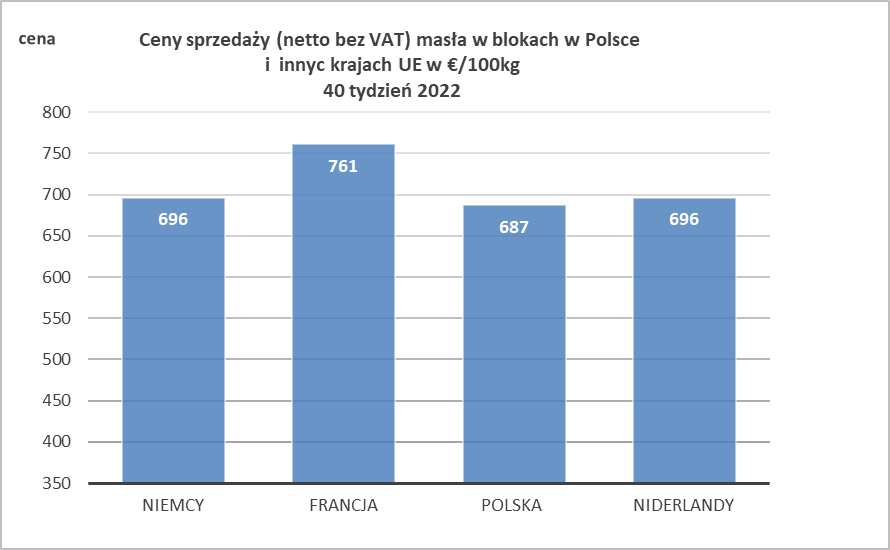 cena
Ceny sprzedaży (netto bez VAT) masła w blokach w Polsce
i innyc krajach UE w €/100kg
40 tydzień 2022
800
750
700
650
600
550
500
450
400
350
696
761
687
696
NIEMCY
FRANCJA
POLSKA
NIDERLANDY